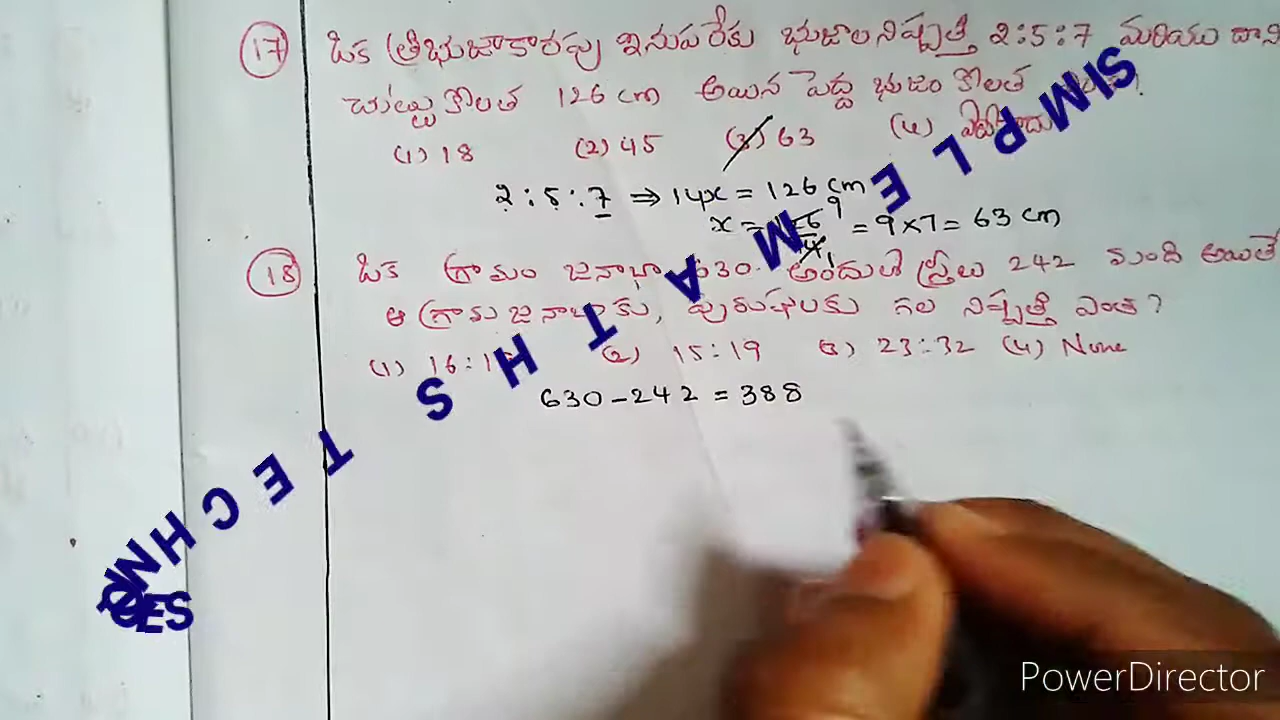 17 ఒక త్రిభుజాకారపు ఇనుపరేకు భుజాల నిష్పత్తి 2:5:7 మరియు దాని
చుట్టుకొలత 126 cm అయిన పెద్ద భుజం కొలత
(1) 18 (2) 45 (3) 63 (4)
2:5:7 ⇒ 14x = 126 cm
= 9×7 = 63 cm
18 ఒక గ్రామం జనాభా 630. అందులో స్త్రీలు 242 మంది అయితే
ఆ గ్రామ జనాభాకు, పురుషులకు గల నిష్పత్తి ఎంత?
(1) 16: (2) 15:19 (3) 23:32 (4) None
630-242 = 388
SIMPLE MATHS TECHNIQUES
PowerDirector